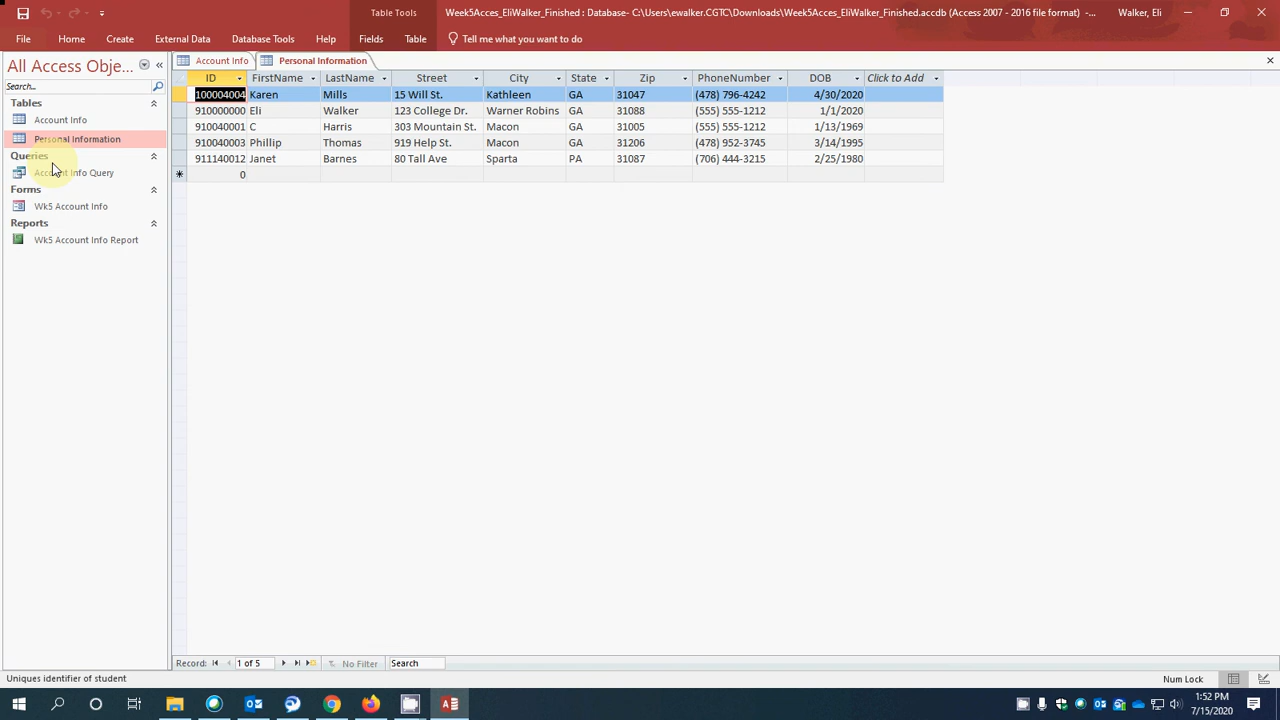 Table Tools Week5Acces_EliWalker_Finished : Database- C:\Users\ewalker.CGTC\Downloads\Week5Acces_EliWalker_Finished.accdb (Access 2007 - 2016 file format) -... Walker, Eli
File Home Create External Data Database Tools Help Fields Table Tell me what you want to do
All Access Obje... «
Account Info Personal Information
Search...
ID FirstName LastName Street City State Zip PhoneNumber DOB Click to Add
100004004 Karen Mills 15 Will St. Kathleen GA 31047 (478) 796-4242 4/30/2020
910000000 Eli Walker 123 College Dr. Warner Robins GA 31088 (555) 555-1212 1/1/2020
910040001 C Harris 303 Mountain St. Macon GA 31005 (555) 555-1212 1/13/1969
910040003 Phillip Thomas 919 Help St. Macon GA 31206 (478) 952-3745 3/14/1995
911140012 Janet Barnes 80 Tall Ave Sparta PA 31087 (706) 444-3215 2/25/1980
* 0
Tables
Account Info
Personal Information
Queries
Account Info Query
Forms
Wk5 Account Info
Reports
Wk5 Account Info Report
Record: 1 of 5 No Filter Search
Uniques identifier of student Num Lock
1:52 PM
7/15/2020